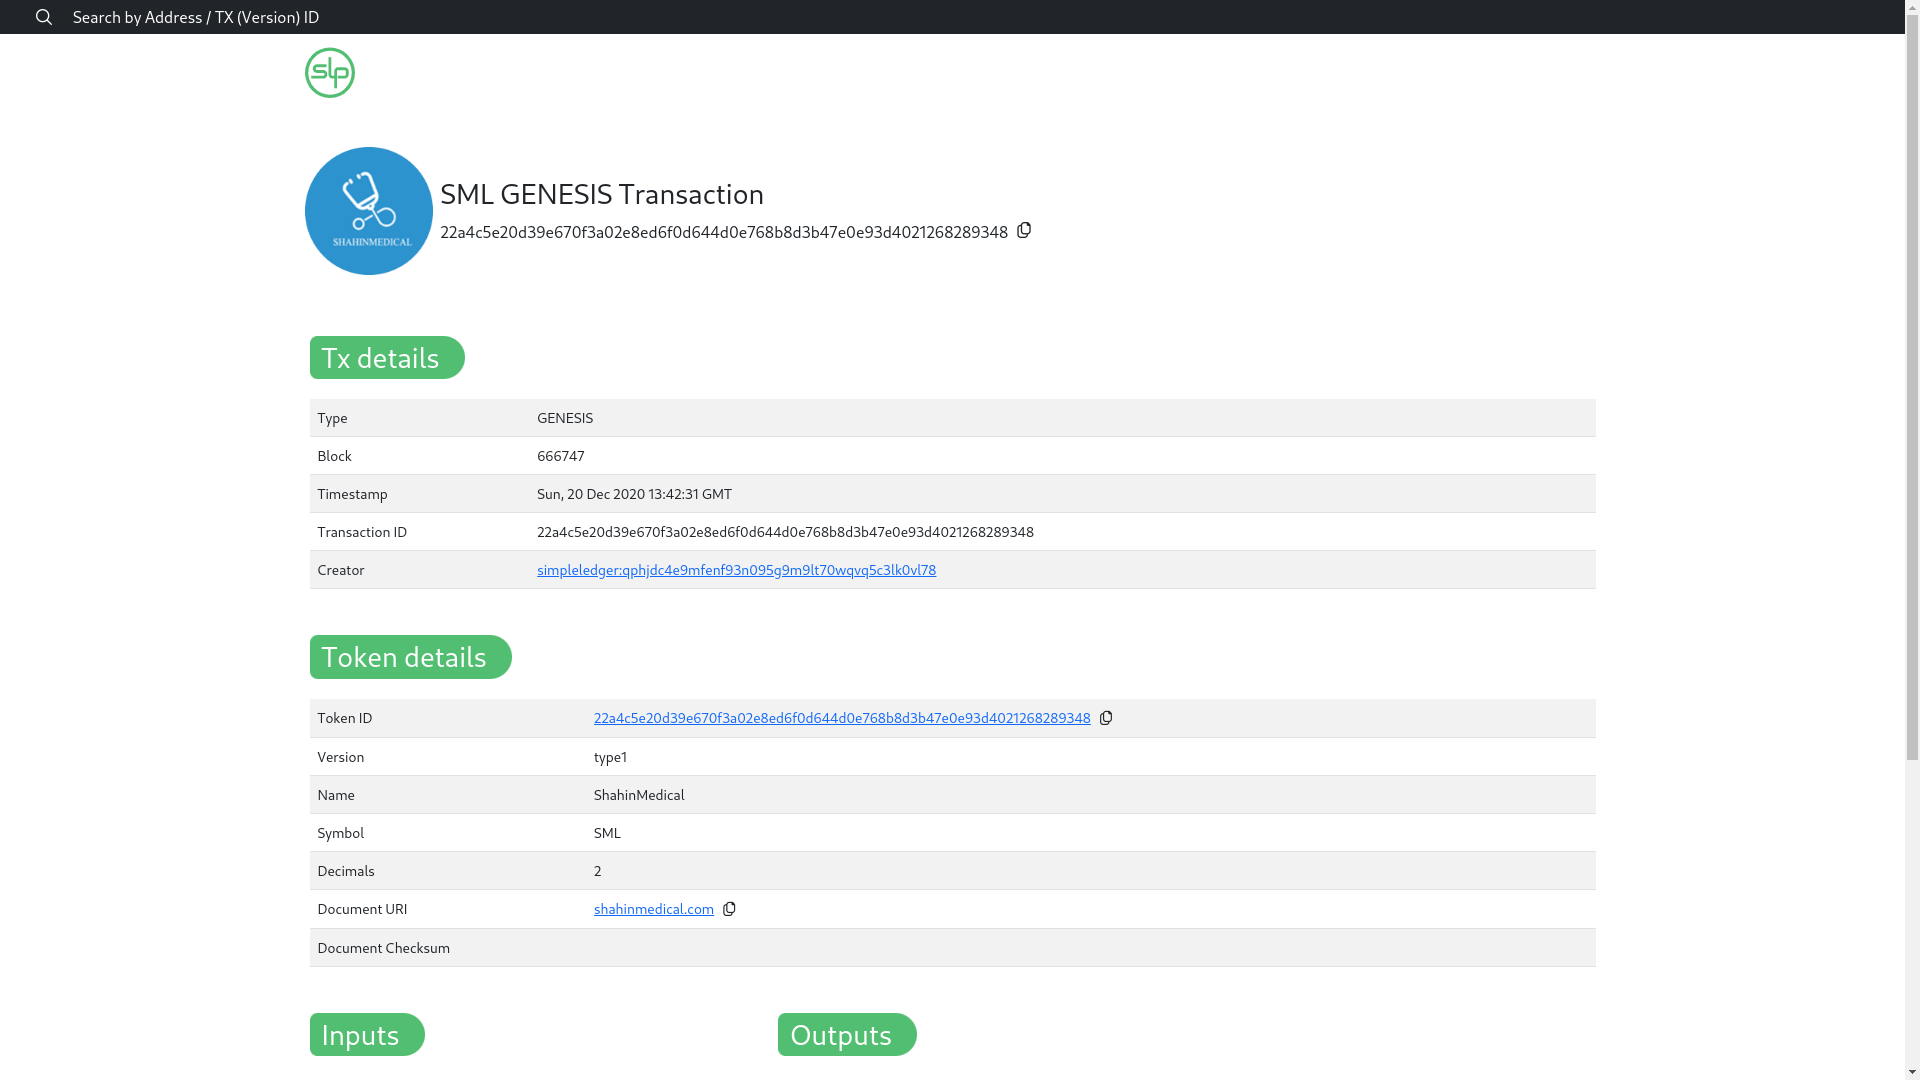 Search by Address / TX (Version) ID
slp
SHAHINMEDICAL
SML GENESIS Transaction
22a4c5e20d39e670f3a02e8ed6f0d644d0e768b8d3b47e0e93d4021268289348
Tx details
Type GENESIS
Block 666747
Timestamp Sun, 20 Dec 2020 13:42:31 GMT
Transaction ID 22a4c5e20d39e670f3a02e8ed6f0d644d0e768b8d3b47e0e93d4021268289348
Creator simpleledger:qphjdc4e9mfenf93n095g9m9lt70wqvq5c3lk0vl78
Token details
Token ID 22a4c5e20d39e670f3a02e8ed6f0d644d0e768b8d3b47e0e93d4021268289348
Version type1
Name ShahinMedical
Symbol SML
Decimals 2
Document URI shahinmedical.com
Document Checksum
Inputs Outputs